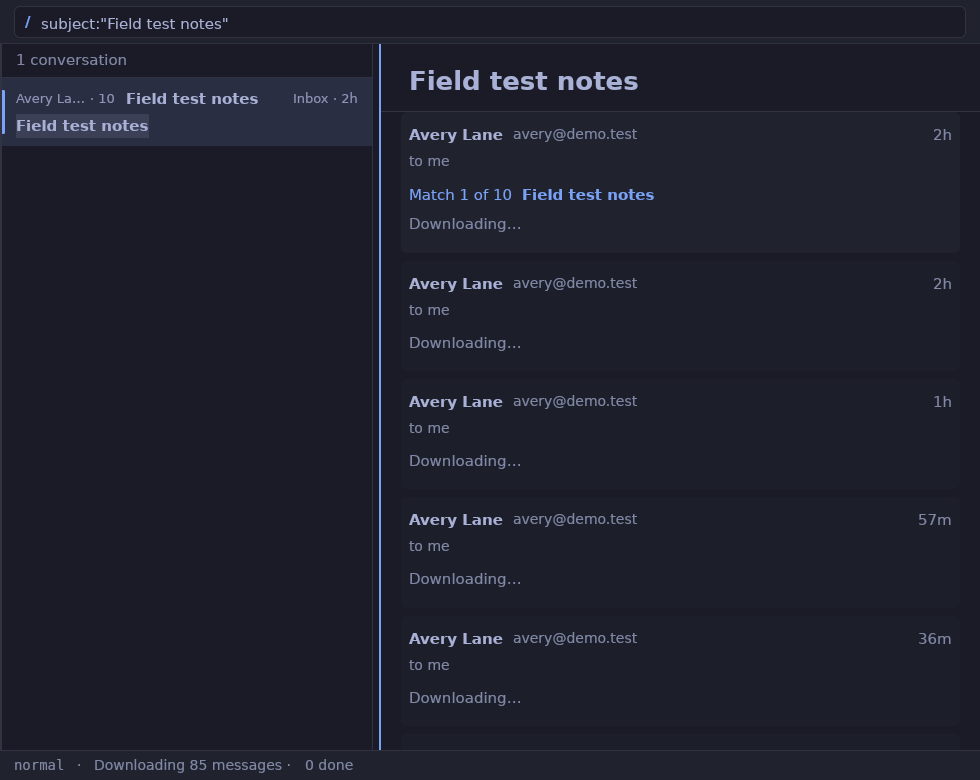 / subject:"Field test notes"
1 conversation
Avery La… · 10 Field test notes Inbox · 2h
Field test notes
Field test notes
Avery Lane avery@demo.test 2h
to me
Match 1 of 10 Field test notes
Downloading…
Avery Lane avery@demo.test 2h
to me
Downloading…
Avery Lane avery@demo.test 1h
to me
Downloading…
Avery Lane avery@demo.test 57m
to me
Downloading…
Avery Lane avery@demo.test 36m
to me
Downloading…
normal · Downloading 85 messages · 0 done